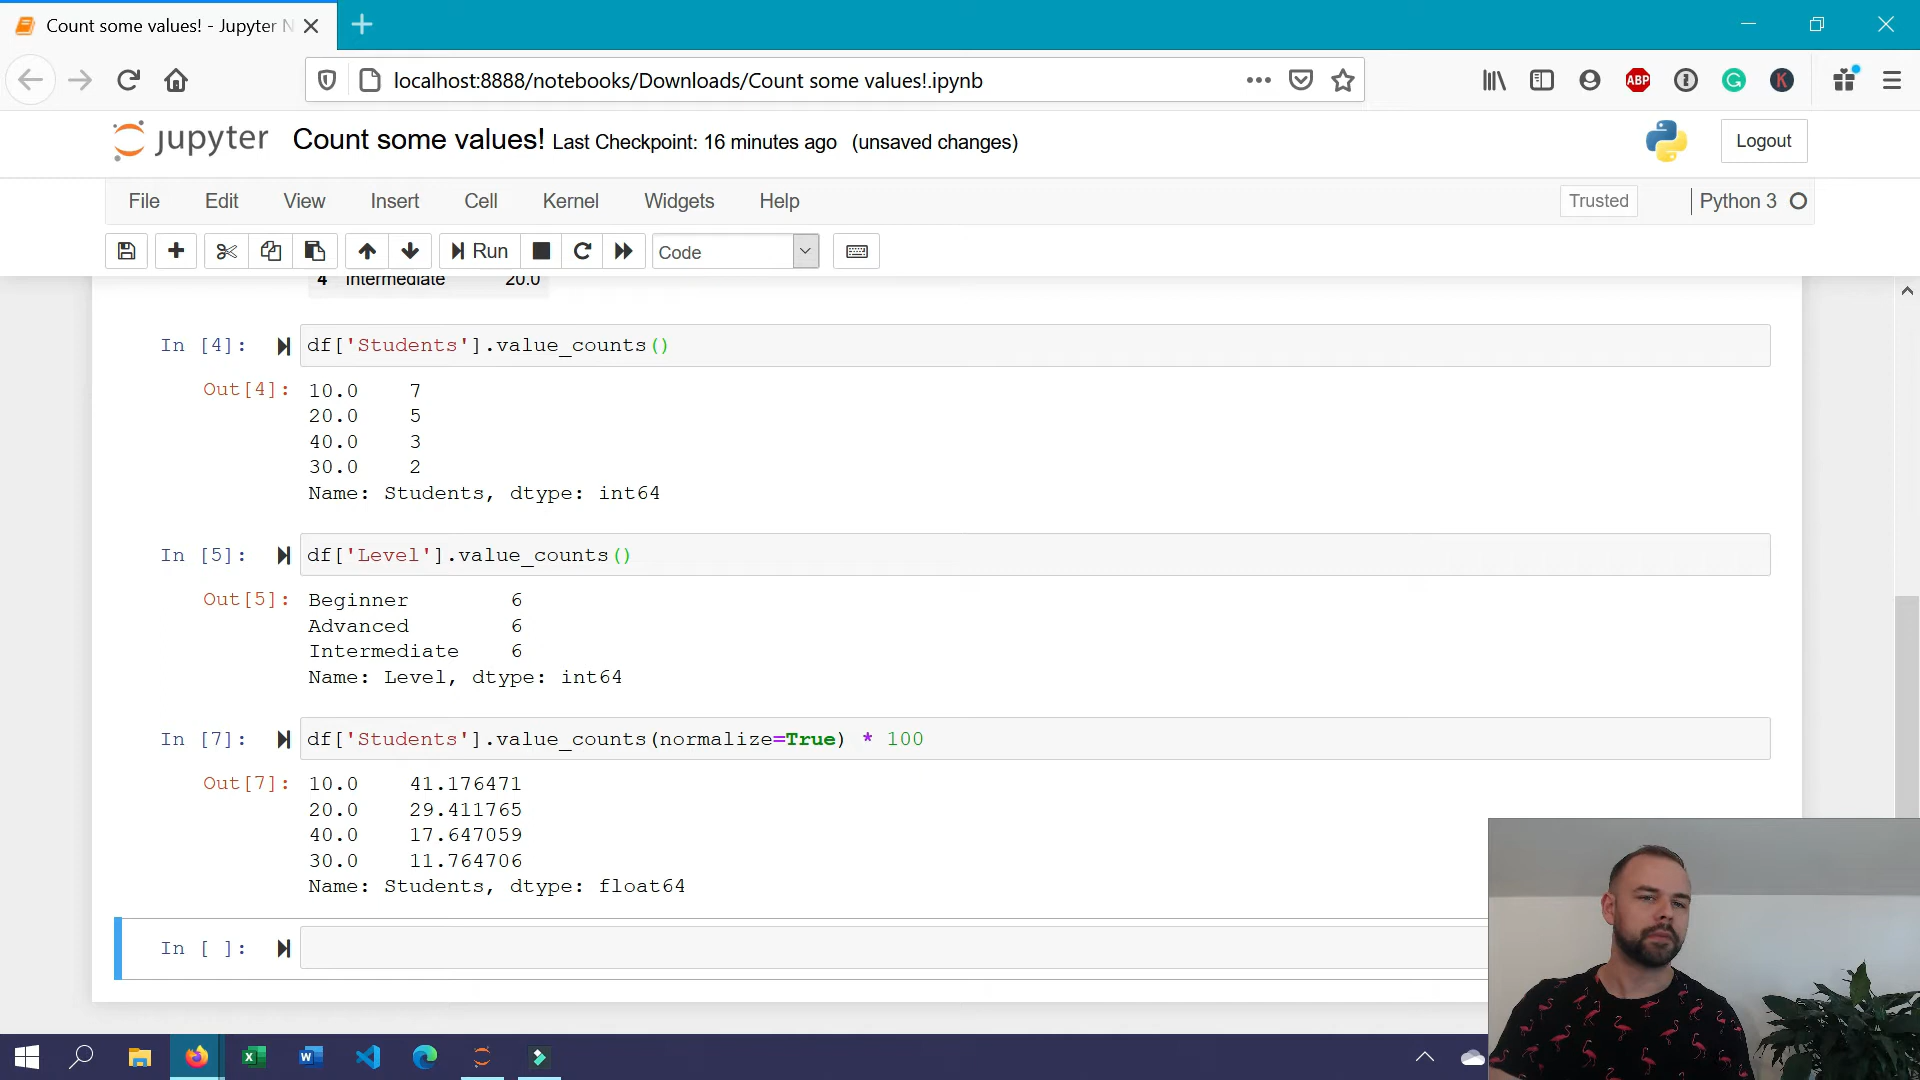 Count some values! - Jupyter N
localhost:8888/notebooks/Downloads/Count some values!.ipynb
ABP
K
jupyter Count some values! Last Checkpoint: 16 minutes ago (unsaved changes)
Logout
File Edit View Insert Cell Kernel Widgets Help
Trusted
Python 3
Run
Code
4 Intermediate 20.0
In [4]: df['Students'].value_counts()
Out[4]: 10.0 7
20.0 5
40.0 3
30.0 2
Name: Students, dtype: int64
In [5]: df['Level'].value_counts()
Out[5]: Beginner 6
Advanced 6
Intermediate 6
Name: Level, dtype: int64
In [7]: df['Students'].value_counts(normalize=True) * 100
Out[7]: 10.0 41.176471
20.0 29.411765
40.0 17.647059
30.0 11.764706
Name: Students, dtype: float64
In [ ]: